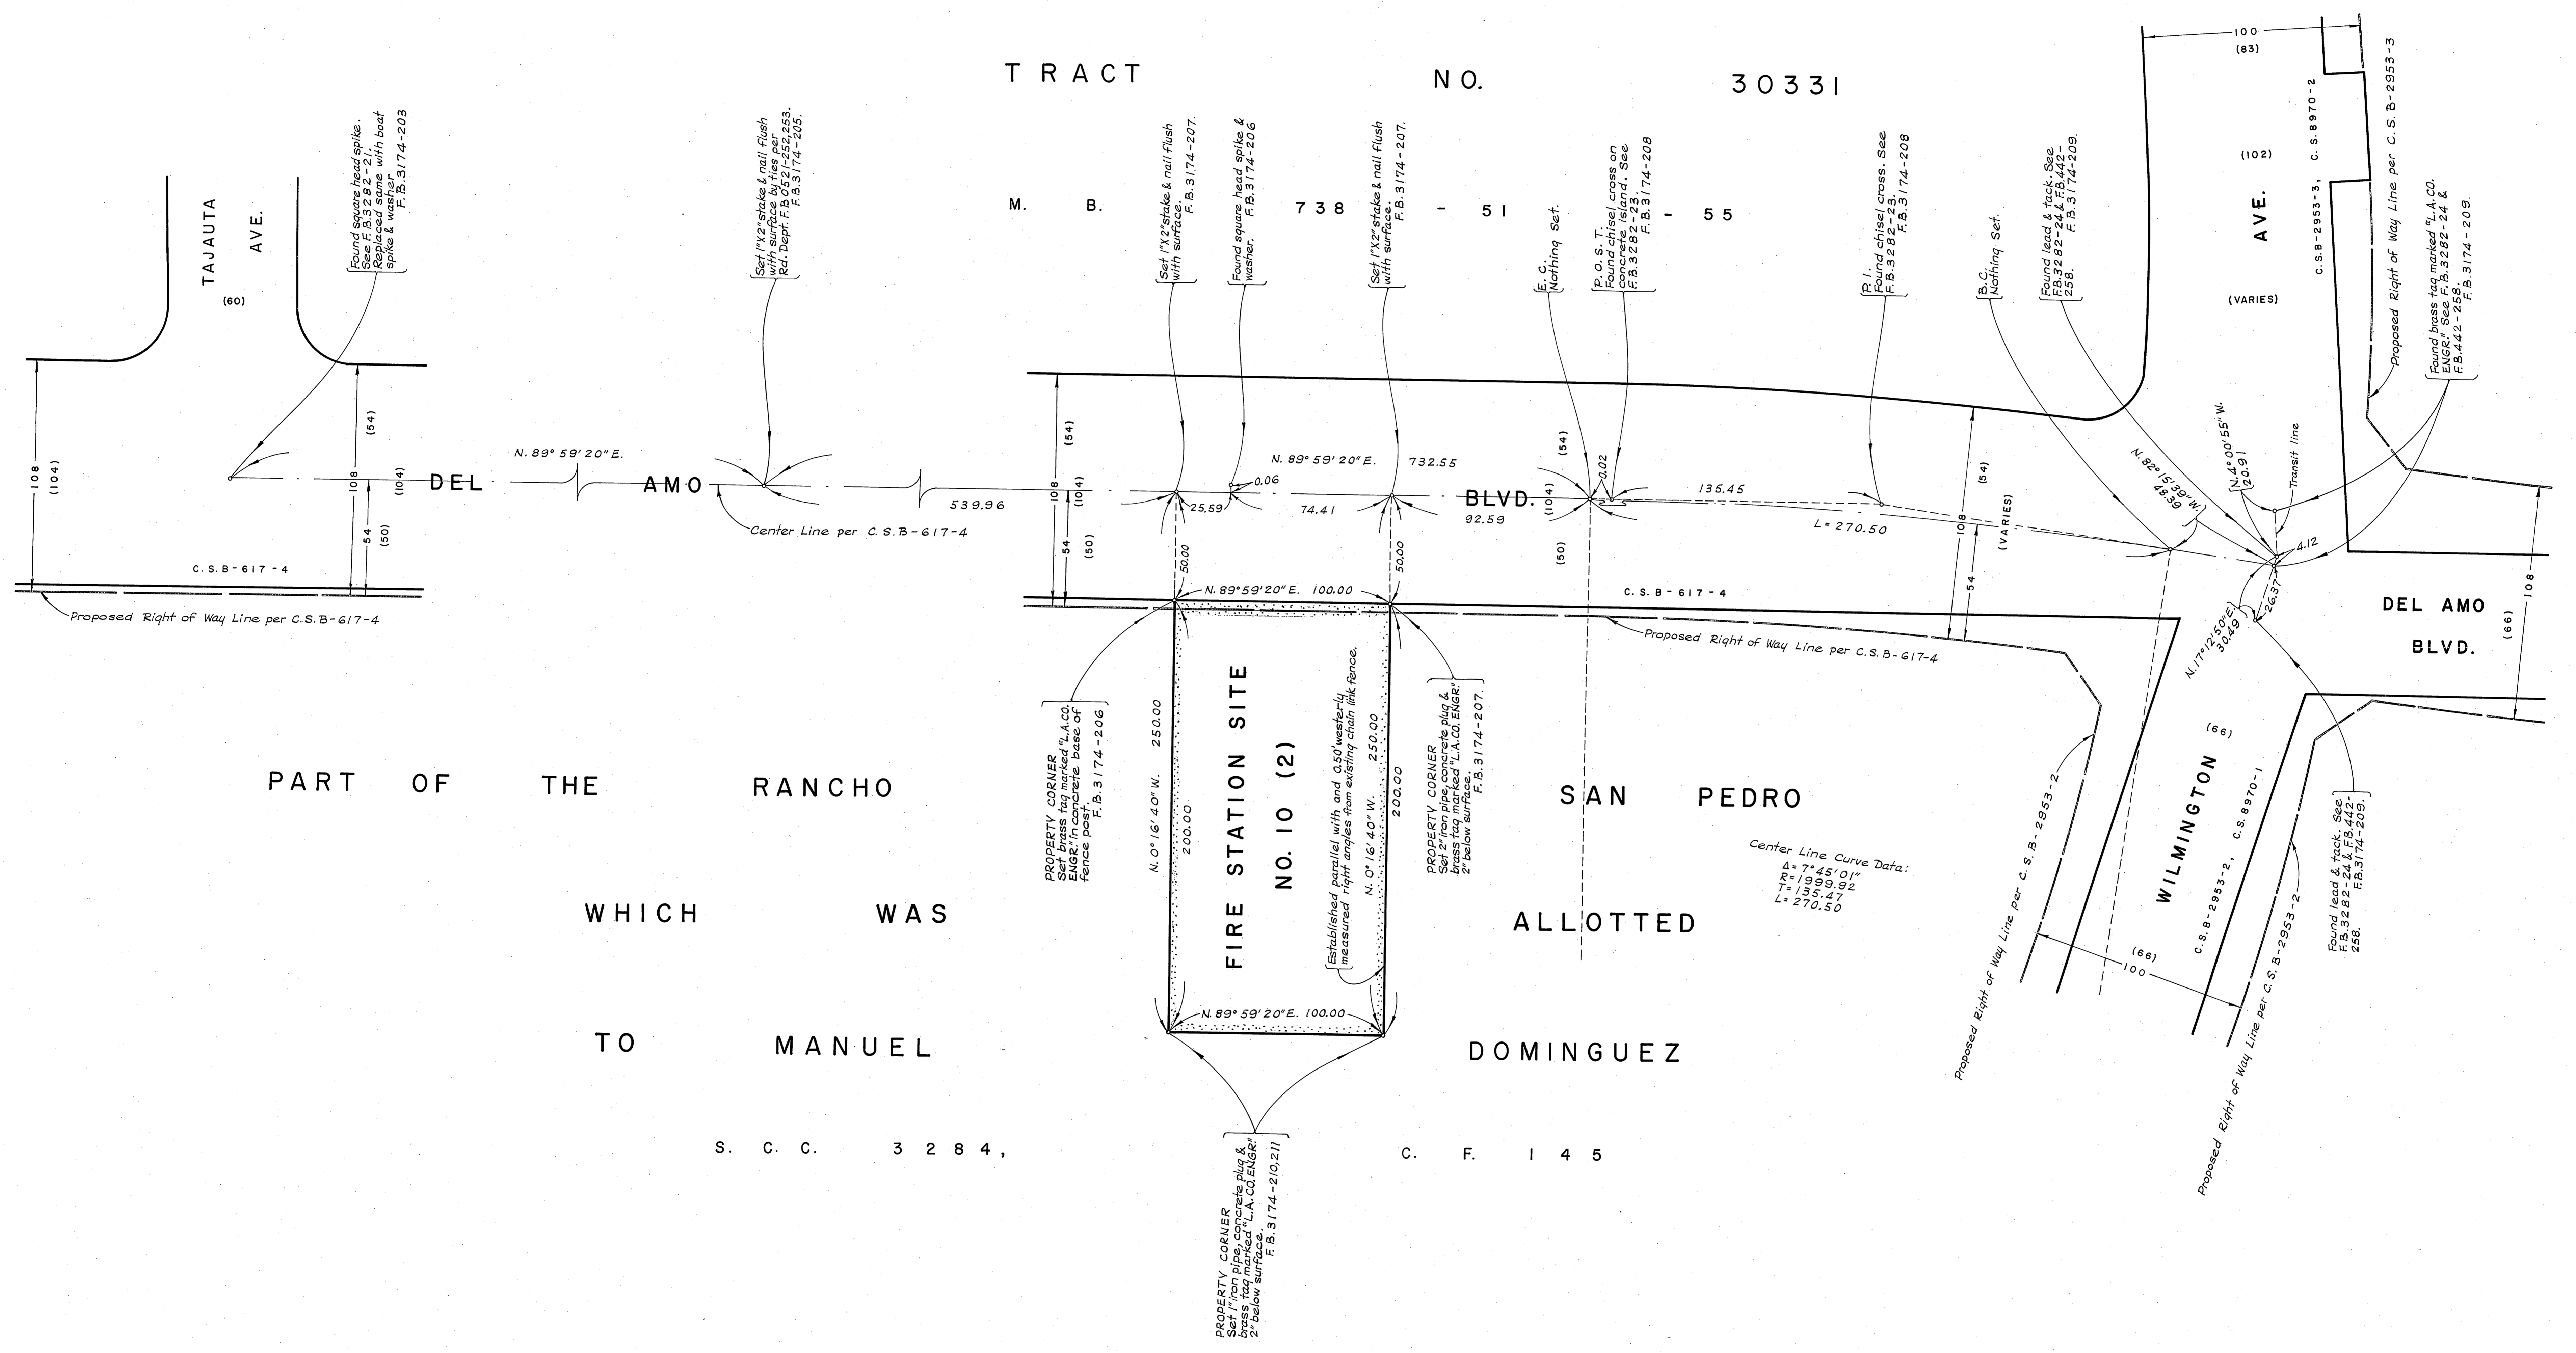 TRACT NO. 30331
M. B. 738 - 51 - 55
TAJAUTA
AVE.
(60)
Found square head spike.
See F.B.3282-21.
Replaced same with boat
spike & washer
F.B.3174-203
Set 1"X2" stake & nail flush
with surface by ties per
Rd. Dept. F.B.0521-252,253.
F.B.3174-205.
Set 1"X2" stake & nail flush
with surface.
F.B.3174-207.
Found square head spike &
washer.
F.B.3174-206
Set 1"X2" stake & nail flush
with surface.
F.B.3174-207.
E.C.
Nothing Set.
P.O.S.T.
Found chisel cross on
concrete island. See
F.B.3282-23.
F.B.3174-208
P.I.
Found chisel cross. See
F.B.3282-23.
F.B.3174-208
B.C.
Nothing Set.
Found lead & tack. See
F.B.3282-24 & F.B.442-
258.
F.B.3174-209.
100
(83)
(102)
AVE.
(VARIES)
C.S.B-2953-3, C.S.8970-2
Proposed Right of Way Line per C.S.B-2953-3
Found brass tag marked "L.A.CO.
ENGR." See F.B.3282-24 &
F.B.442-258.
F.B.3174-209.
108
(104)
(54)
108
(104)
54
(50)
N.89°59'20"E.
DEL AMO BLVD.
539.96
Center Line per C.S.B-617-4
C.S.B-617-4
Proposed Right of Way Line per C.S.B-617-4
(54)
108
(104)
54
(50)
25.59
0.06
74.41
N.89°59'20"E. 732.55
92.59
(54)
(104)
(50)
0.02
135.45
L=270.50
(54)
108
(VARIES)
54
N.82°15'39"W.
48.39
N.4°00'55"W.
20.91
Transit line
4.12
26.37
N.17°12'50"E.
30.49
50.00
50.00
N.89°59'20"E. 100.00
C.S.B-617-4
Proposed Right of Way Line per C.S.B-617-4
DEL AMO
BLVD.
108
(66)
PROPERTY CORNER
Set brass tag marked "L.A.CO.
ENGR." in concrete base of
fence post.
F.B.3174-206
N.0°16'40"W. 250.00
200.00
FIRE STATION SITE
NO. 10 (2)
Established parallel with and 0.50' westerly
measured right angles from existing chain link fence.
N.0°16'40"W. 250.00
200.00
PROPERTY CORNER
Set 2" iron pipe, concrete plug &
brass tag marked "L.A.CO.ENGR."
2" below surface.
F.B.3174-207.
N.89°59'20"E. 100.00
PROPERTY CORNER
Set 1" iron pipe, concrete plug &
brass tag marked "L.A.CO.ENGR."
2" below surface.
F.B.3174-210,211
PART OF THE RANCHO SAN PEDRO
WHICH WAS ALLOTTED
TO MANUEL DOMINGUEZ
S. C. C. 3284, C. F. 145
Center Line Curve Data:
Δ=7°45'01"
R=1999.92
T=135.47
L=270.50
Proposed Right of Way Line per C.S.B-2953-2
WILMINGTON
(66)
C.S.B-2953-2, C.S.8970-1
(66)
100
Proposed Right of Way Line per C.S.B-2953-2
Found lead & tack. See
F.B.3282-24 & F.B.442-
258.
F.B.3174-209.